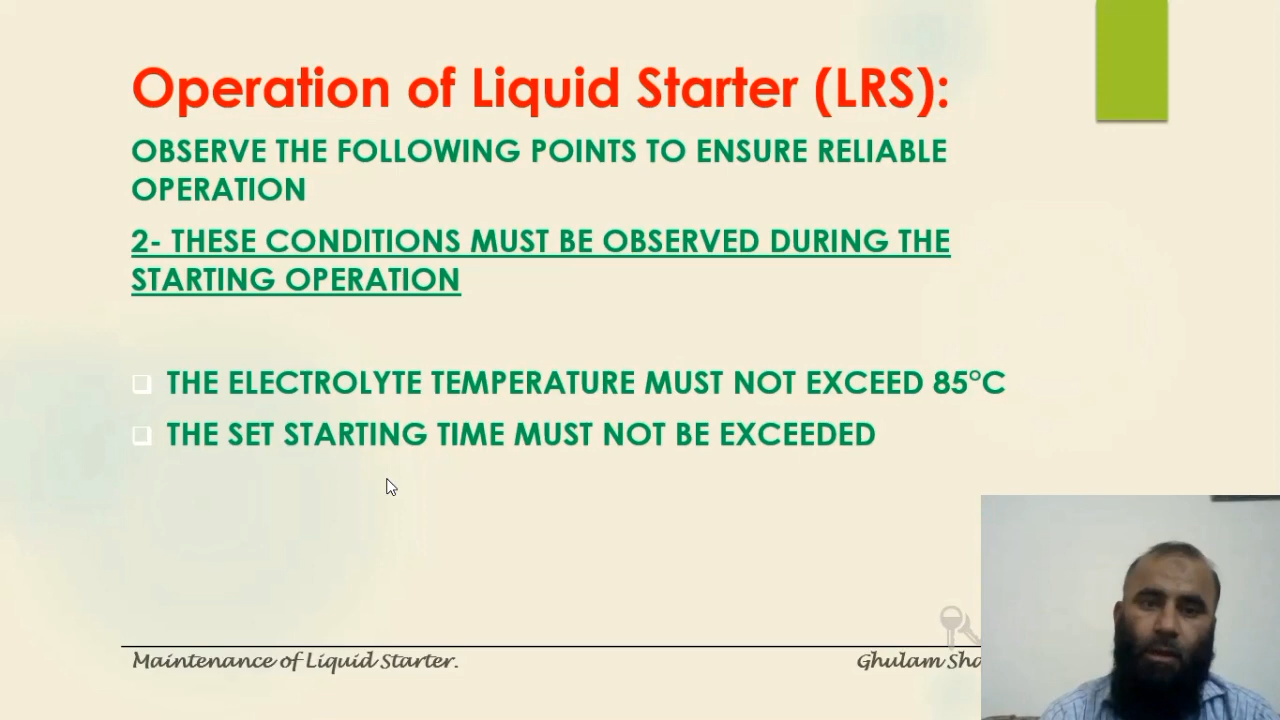 Operation of Liquid Starter (LRS):
OBSERVE THE FOLLOWING POINTS TO ENSURE RELIABLE
OPERATION
2- THESE CONDITIONS MUST BE OBSERVED DURING THE
STARTING OPERATION
THE ELECTROLYTE TEMPERATURE MUST NOT EXCEED 85°C
THE SET STARTING TIME MUST NOT BE EXCEEDED
Maintenance of Liquid Starter.
Ghulam